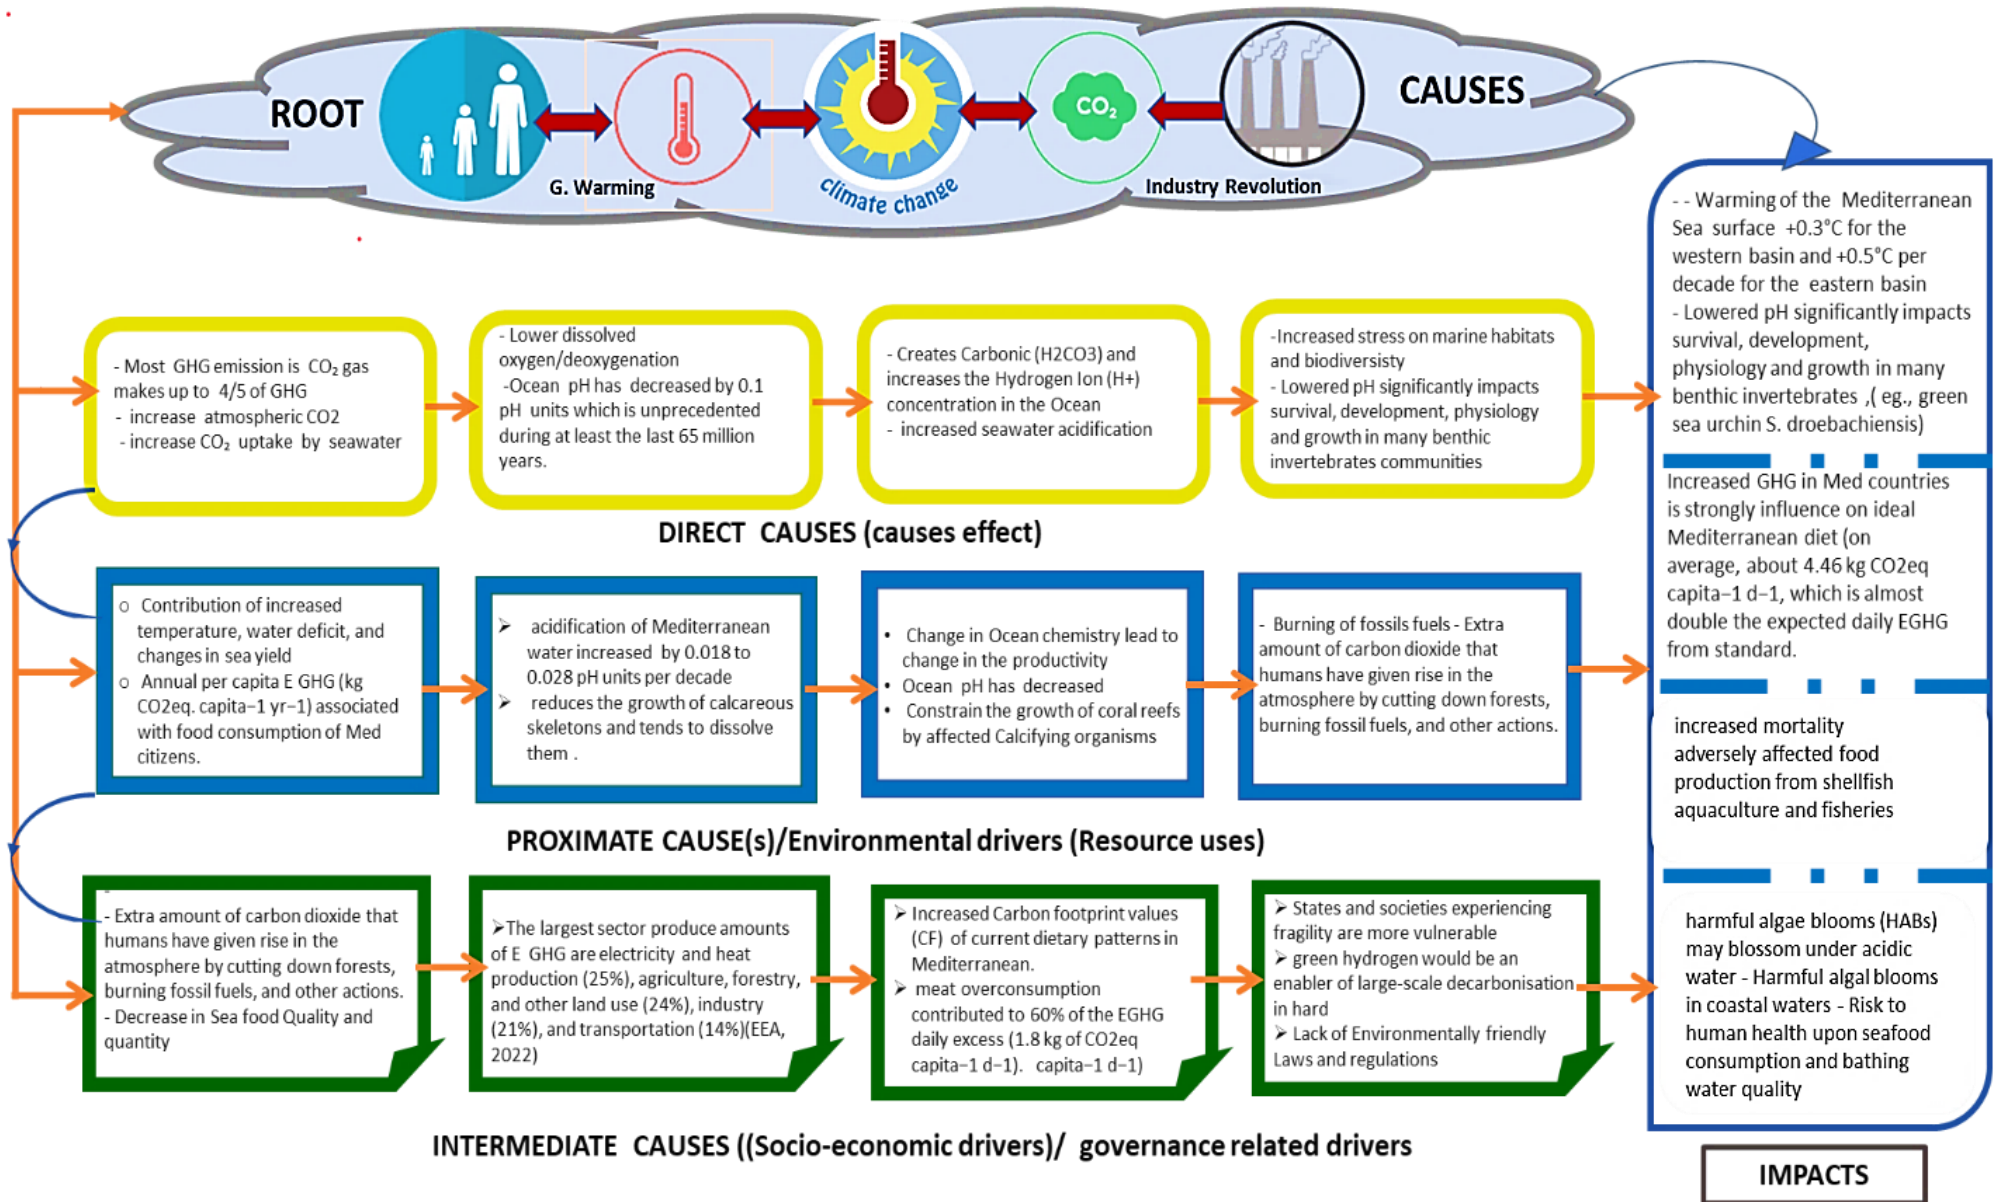 ROOT
G. Warming
climate change
CO₂
Industry Revolution
CAUSES
- Most GHG emission is CO₂ gas
makes up to 4/5 of GHG
- increase atmospheric CO2
- increase CO₂ uptake by seawater
- Lower dissolved
oxygen/deoxygenation
-Ocean pH has decreased by 0.1
pH units which is unprecedented
during at least the last 65 million
years.
- Creates Carbonic (H2CO3) and
increases the Hydrogen Ion (H+)
concentration in the Ocean
- increased seawater acidification
-Increased stress on marine habitats
and biodiversisty
- Lowered pH significantly impacts
survival, development, physiology
and growth in many benthic
invertebrates communities
DIRECT CAUSES (causes effect)
o Contribution of increased
temperature, water deficit, and
changes in sea yield
o Annual per capita E GHG (kg
CO2eq. capita−1 yr−1) associated
with food consumption of Med
citizens.
➢ acidification of Mediterranean
water increased by 0.018 to
0.028 pH units per decade
➢ reduces the growth of calcareous
skeletons and tends to dissolve
them .
• Change in Ocean chemistry lead to
change in the productivity
• Ocean pH has decreased
• Constrain the growth of coral reefs
by affected Calcifying organisms
- Burning of fossils fuels - Extra
amount of carbon dioxide that
humans have given rise in the
atmosphere by cutting down forests,
burning fossil fuels, and other actions.
PROXIMATE CAUSE(s)/Environmental drivers (Resource uses)
-
- Extra amount of carbon dioxide that
humans have given rise in the
atmosphere by cutting down forests,
burning fossil fuels, and other actions.
- Decrease in Sea food Quality and
quantity
➢The largest sector produce amounts
of E GHG are electricity and heat
production (25%), agriculture, forestry,
and other land use (24%), industry
(21%), and transportation (14%)(EEA,
2022)
➢ Increased Carbon footprint values
(CF) of current dietary patterns in
Mediterranean.
➢ meat overconsumption
contributed to 60% of the EGHG
daily excess (1.8 kg of CO2eq
capita−1 d−1). capita−1 d−1)
➢ States and societies experiencing
fragility are more vulnerable
➢ green hydrogen would be an
enabler of large-scale decarbonisation
in hard
➢ Lack of Environmentally friendly
Laws and regulations
INTERMEDIATE CAUSES ((Socio-economic drivers)/ governance related drivers
- - Warming of the Mediterranean
Sea surface +0.3°C for the
western basin and +0.5°C per
decade for the eastern basin
- Lowered pH significantly impacts
survival, development,
physiology and growth in many
benthic invertebrates ,( eg., green
sea urchin S. droebachiensis)
Increased GHG in Med countries
is strongly influence on ideal
Mediterranean diet (on
average, about 4.46 kg CO2eq
capita−1 d−1, which is almost
double the expected daily EGHG
from standard.
increased mortality
adversely affected food
production from shellfish
aquaculture and fisheries
harmful algae blooms (HABs)
may blossom under acidic
water - Harmful algal blooms
in coastal waters - Risk to
human health upon seafood
consumption and bathing
water quality
IMPACTS